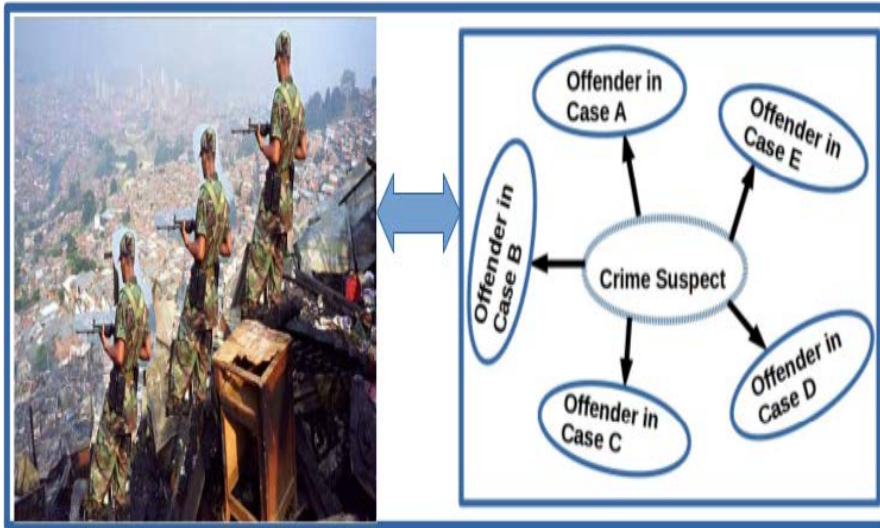 Offender in
Case A
Offender in
Case E
Offender in
Case B
Crime Suspect
Offender in
Case C
Offender in
Case D